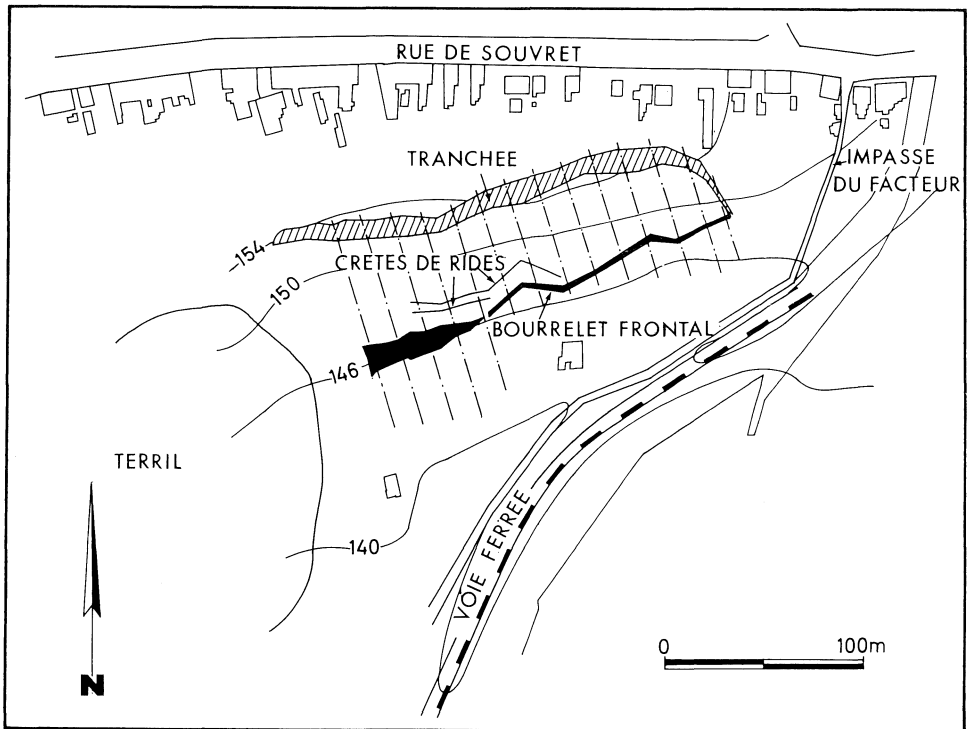 RUE DE SOUVRET
TRANCHEE
IMPASSE
DU FACTEUR
154
CRETES DE RIDES
150
BOURRELET FRONTAL
146
TERRIL
140
VOIE FERREE
0 100m
N